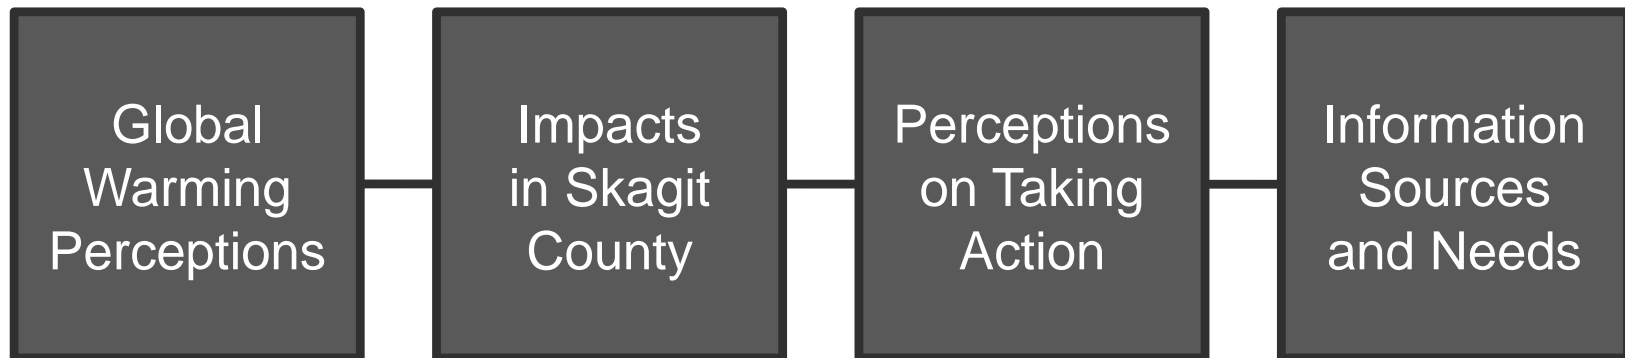 Global
Warming
Perceptions
Impacts
in Skagit
County
Perceptions
on Taking
Action
Information
Sources
and Needs